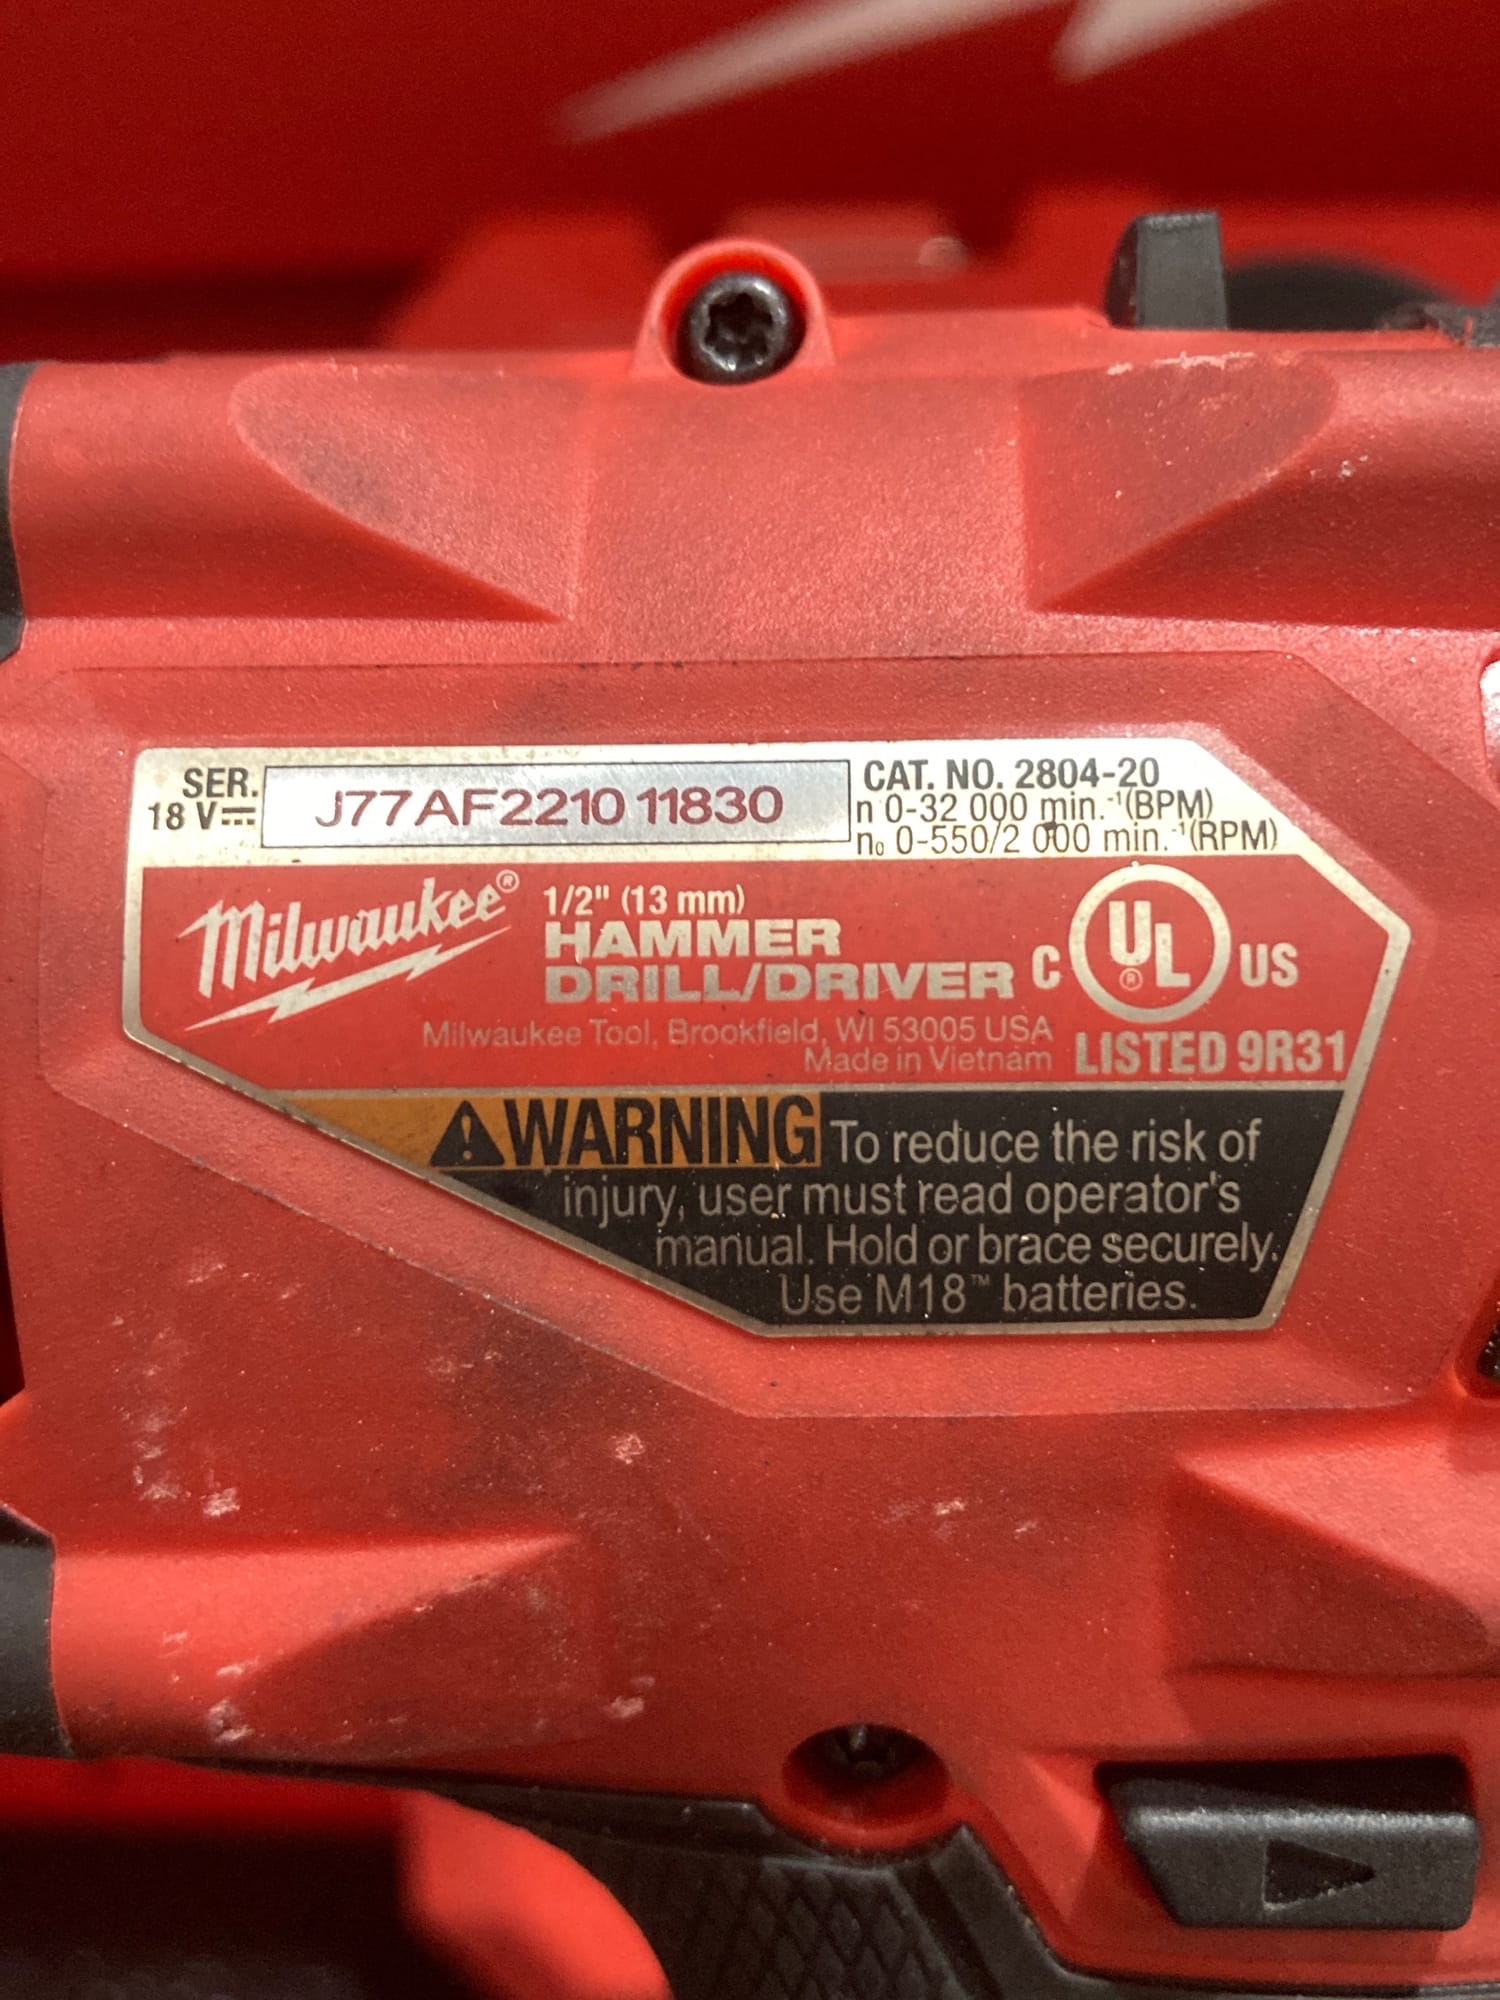 SER.
18 V
J77AF221011830
CAT. NO. 2804-20
n 0-32 000 min.⁻¹(BPM)
n₀ 0-550/2 000 min.⁻¹(RPM)
Milwaukee®
1/2" (13 mm)
HAMMER
DRILL/DRIVER
C UL® US
LISTED 9R31
Milwaukee Tool, Brookfield, WI 53005 USA
Made in Vietnam
WARNING To reduce the risk of
injury, user must read operator's
manual. Hold or brace securely.
Use M18™ batteries.